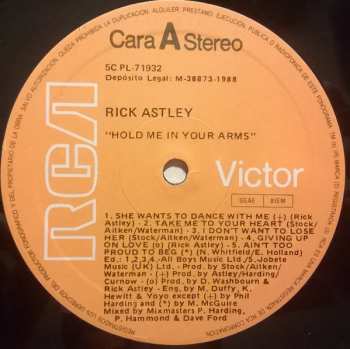 Cara A Stereo
5C PL-71932
Depósito Legal: M-38873-1988
RICK ASTLEY
"HOLD ME IN YOUR ARMS"
RCA
Victor
SGAE BIEM
1. SHE WANTS TO DANCE WITH ME (+) (Rick
Astley) - 2. TAKE ME TO YOUR HEART (Stock/
Aitken/Waterman) - 3. I DON'T WANT TO LOSE
HER (Stock/Aitken/Waterman) - 4. GIVING UP
ON LOVE (o) (Rick Astley) - 5. AIN'T TOO
PROUD TO BEG (*) (N. Whitfield/E. Holland)
Ed.: 1,2,3,4.-All Boys Music Ltd/5.Jobete
Music (UK) Ltd. - Prod. by Stock/Aitken/
Waterman - (+) Prod. by Astley/Harding/
Curnow - (o) Prod. by D. Washbourn &
Rick Astley - Eng. by M. Duffy, K.
Hewitt & Yoyo except (+) by Phil
Harding and (*) by M. McGuire
Mixed by Mixmasters P. Harding,
P. Hammond & Dave Ford